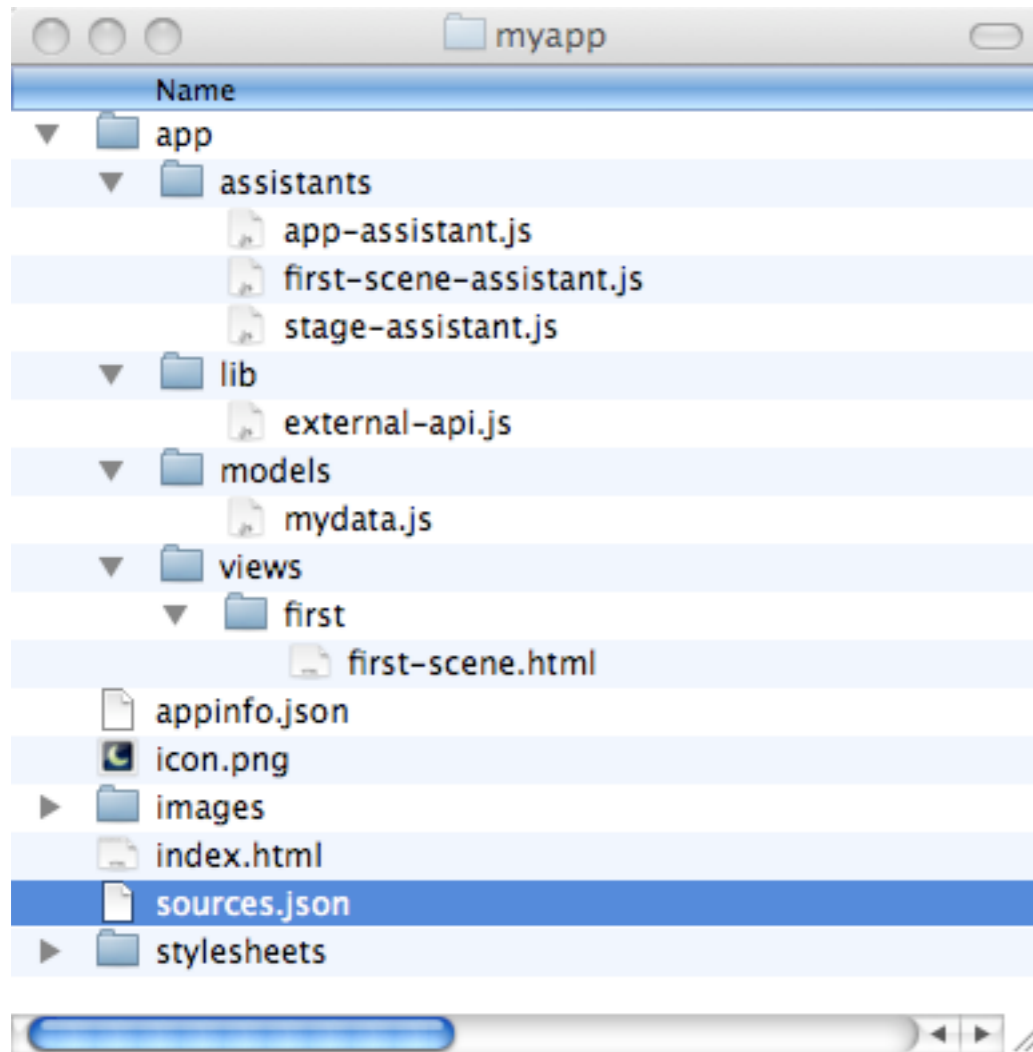 myapp
Name
app
assistants
app-assistant.js
first-scene-assistant.js
stage-assistant.js
lib
external-api.js
models
mydata.js
views
first
first-scene.html
appinfo.json
icon.png
images
index.html
sources.json
stylesheets